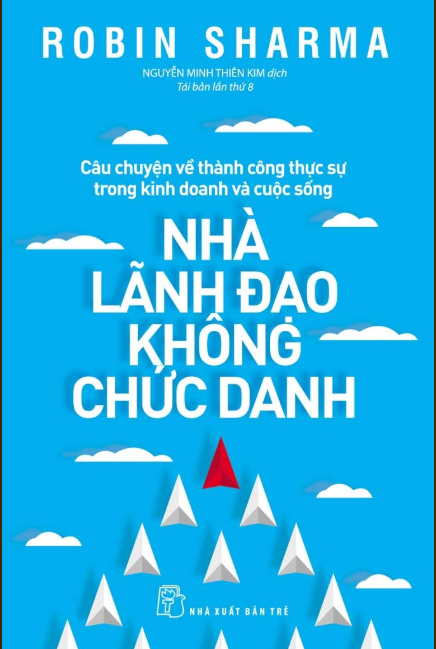 ROBIN SHARMA
NGUYỄN MINH THIÊN KIM dịch
Tái bản lần thứ 8
Câu chuyện về thành công thực sự
trong kinh doanh và cuộc sống
NHÀ
LÃNH ĐẠO
KHÔNG
CHỨC DANH
NHÀ XUẤT BẢN TRẺ